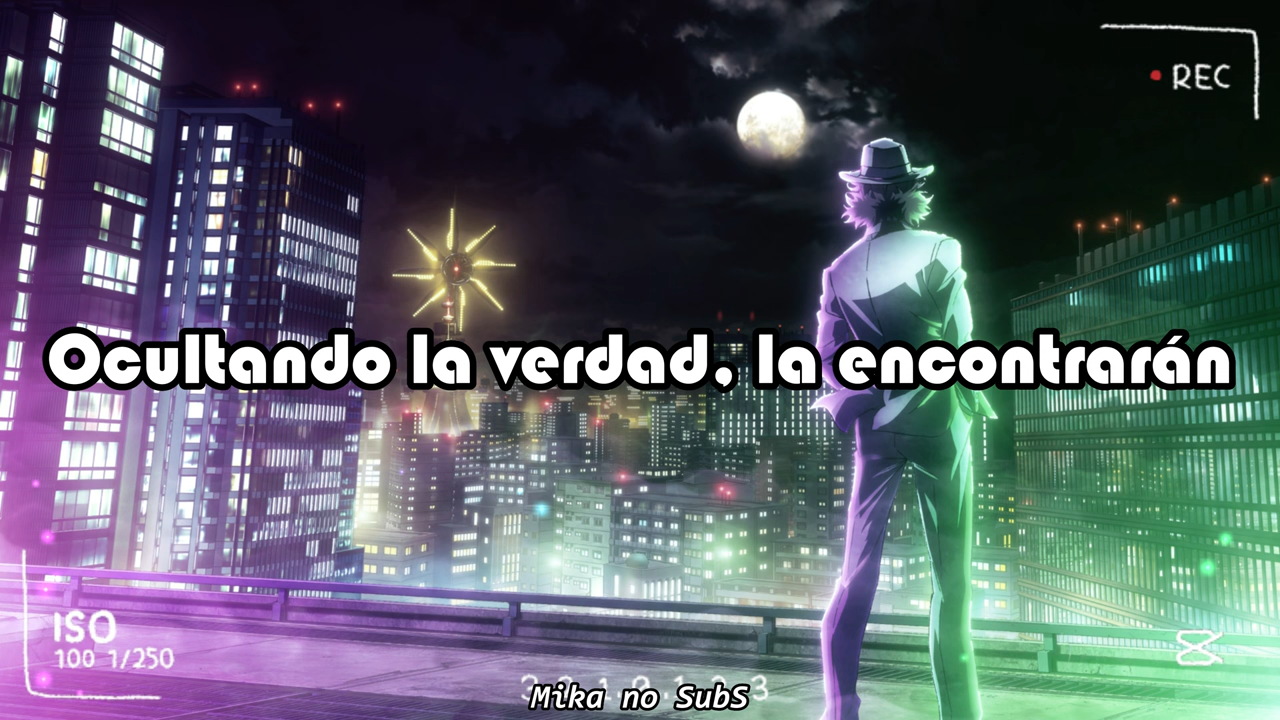 REC
Ocultando la verdad, la encontrarán
ISO
100 1/250
Mika no SubS